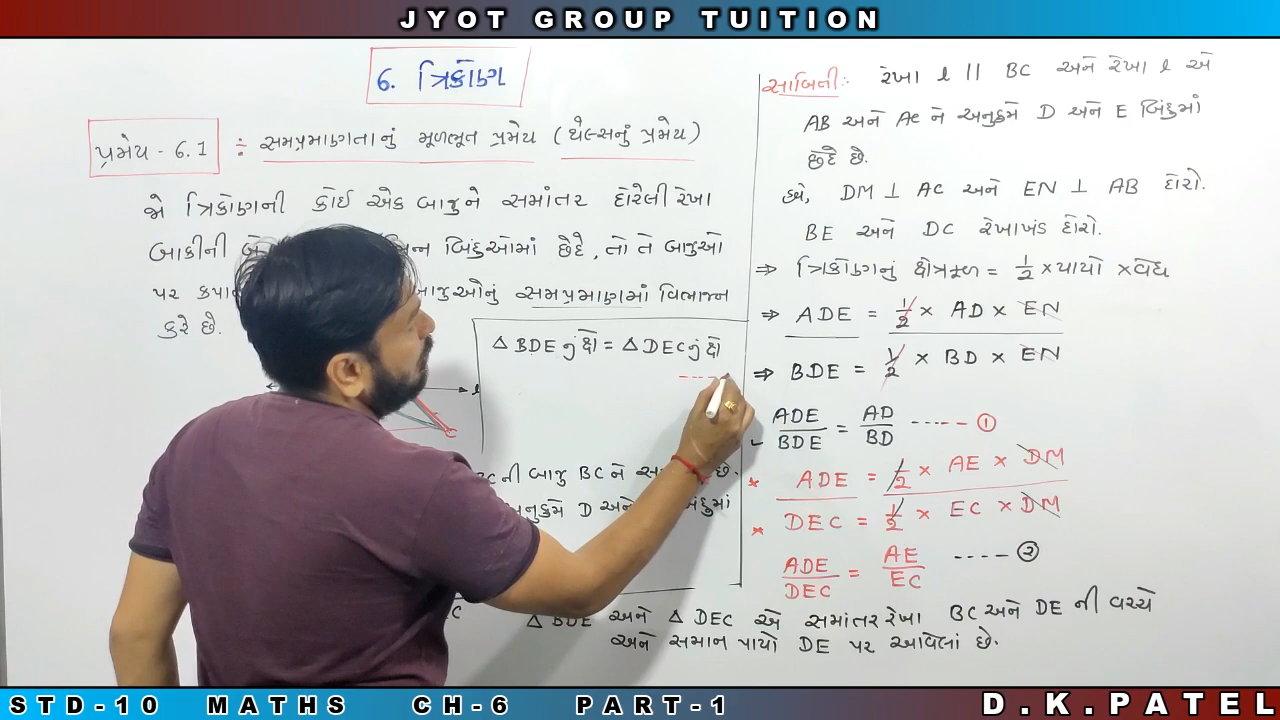 JYOT GROUP TUITION
6. ત્રિકોણ
પ્રમેય - 6.1 ÷ સમપ્રમાણતાનું મૂળભૂત પ્રમેય (થેલ્સનું પ્રમેય)
જો ત્રિકોણની કોઈ એક બાજુને સમાંતર દોરેલી રેખા
બાકીની બિંદુઓમાં છેદે, તો તે બાજુઓ
પર બાજુઓનું સમપ્રમાણમાં વિભાજન
કરે છે.
l
△ BDE નું ક્ષે = △ DEC નું ક્ષે
ની બાજુ BC ને છે.
અનુક્રમે D અને
સાબિતી:- રેખા l || BC અને રેખા l એ
AB અને AC ને અનુક્રમે D અને E બિંદુમાં
છેદે છે.
હવે, DM ⊥ AC અને EN ⊥ AB દોરો.
BE અને DC રેખાખંડ દોરો.
⇒ ત્રિકોણનું ક્ષેત્રફળ = 1/2 × પાયો × વેધ
⇒ ADE = 1/2 × AD × EN
⇒ BDE = 1/2 × BD × EN
ADE/BDE = AD/BD ------ ①
* ADE = 1/2 × AE × DM
* DEC = 1/2 × EC × DM
ADE/DEC = AE/EC ---- ②
△ BDE અને △ DEC એ સમાંતર રેખા BC અને DE ની વચ્ચે
અને સમાન પાયો DE પર આવેલાં છે.
STD-10 MATHS CH-6 PART-1 D.K.PATEL